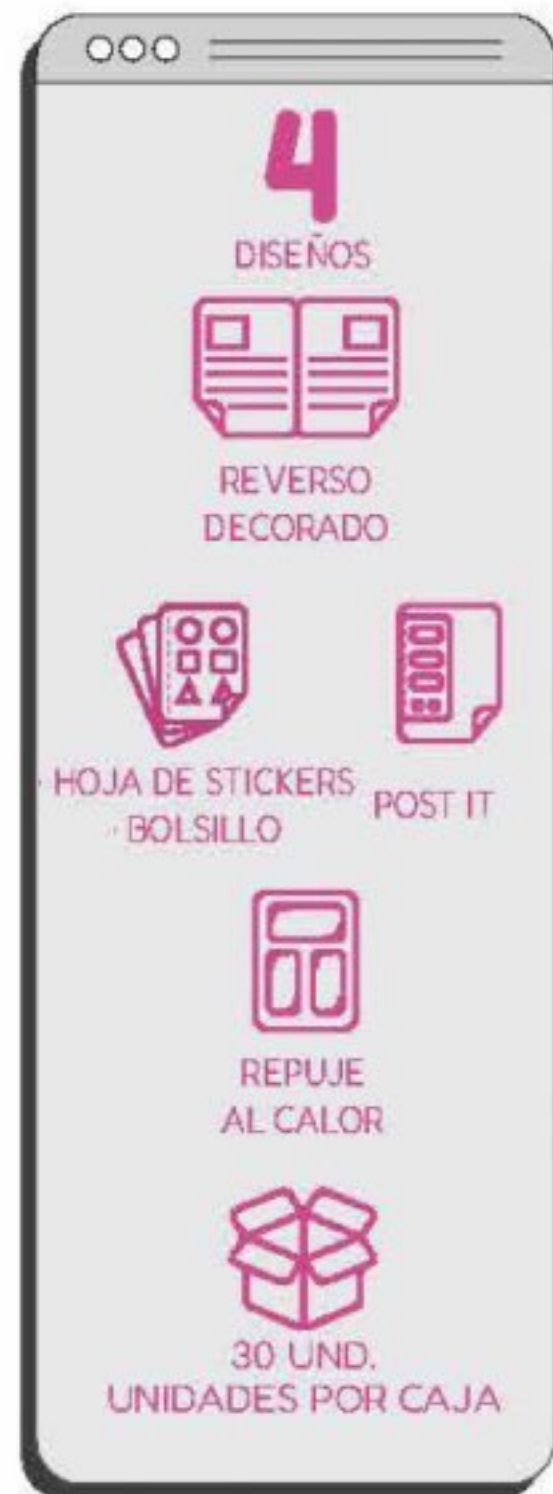 4
DISEÑOS
REVERSO
DECORADO
· HOJA DE STICKERS
· BOLSILLO
POST IT
REPUJE
AL CALOR
30 UND.
UNIDADES POR CAJA